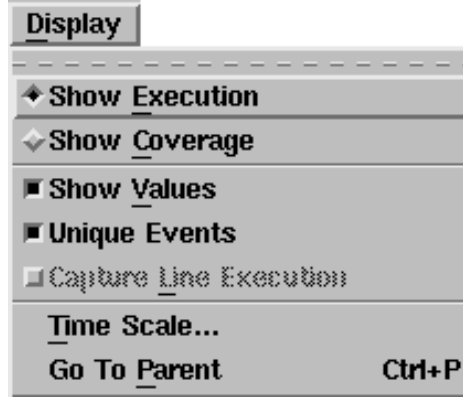 Display
Show Execution
Show Coverage
Show Values
Unique Events
Capture Line Execution
Time Scale...
Go To Parent Ctrl+P